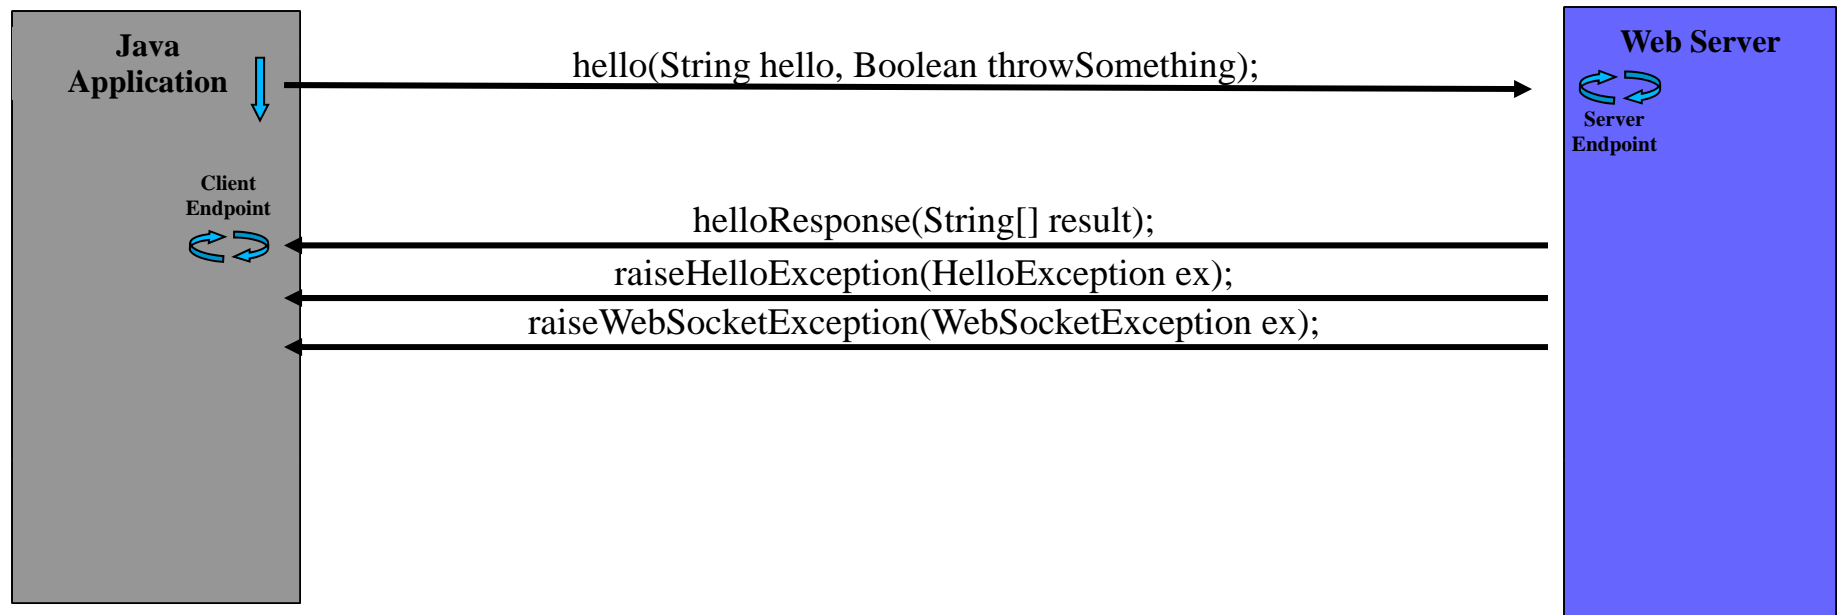 Java
Application
hello(String hello, Boolean throwSomething);
Web Server
Server
Endpoint
Client
Endpoint
helloResponse(String[] result);
raiseHelloException(HelloException ex);
raiseWebSocketException(WebSocketException ex);